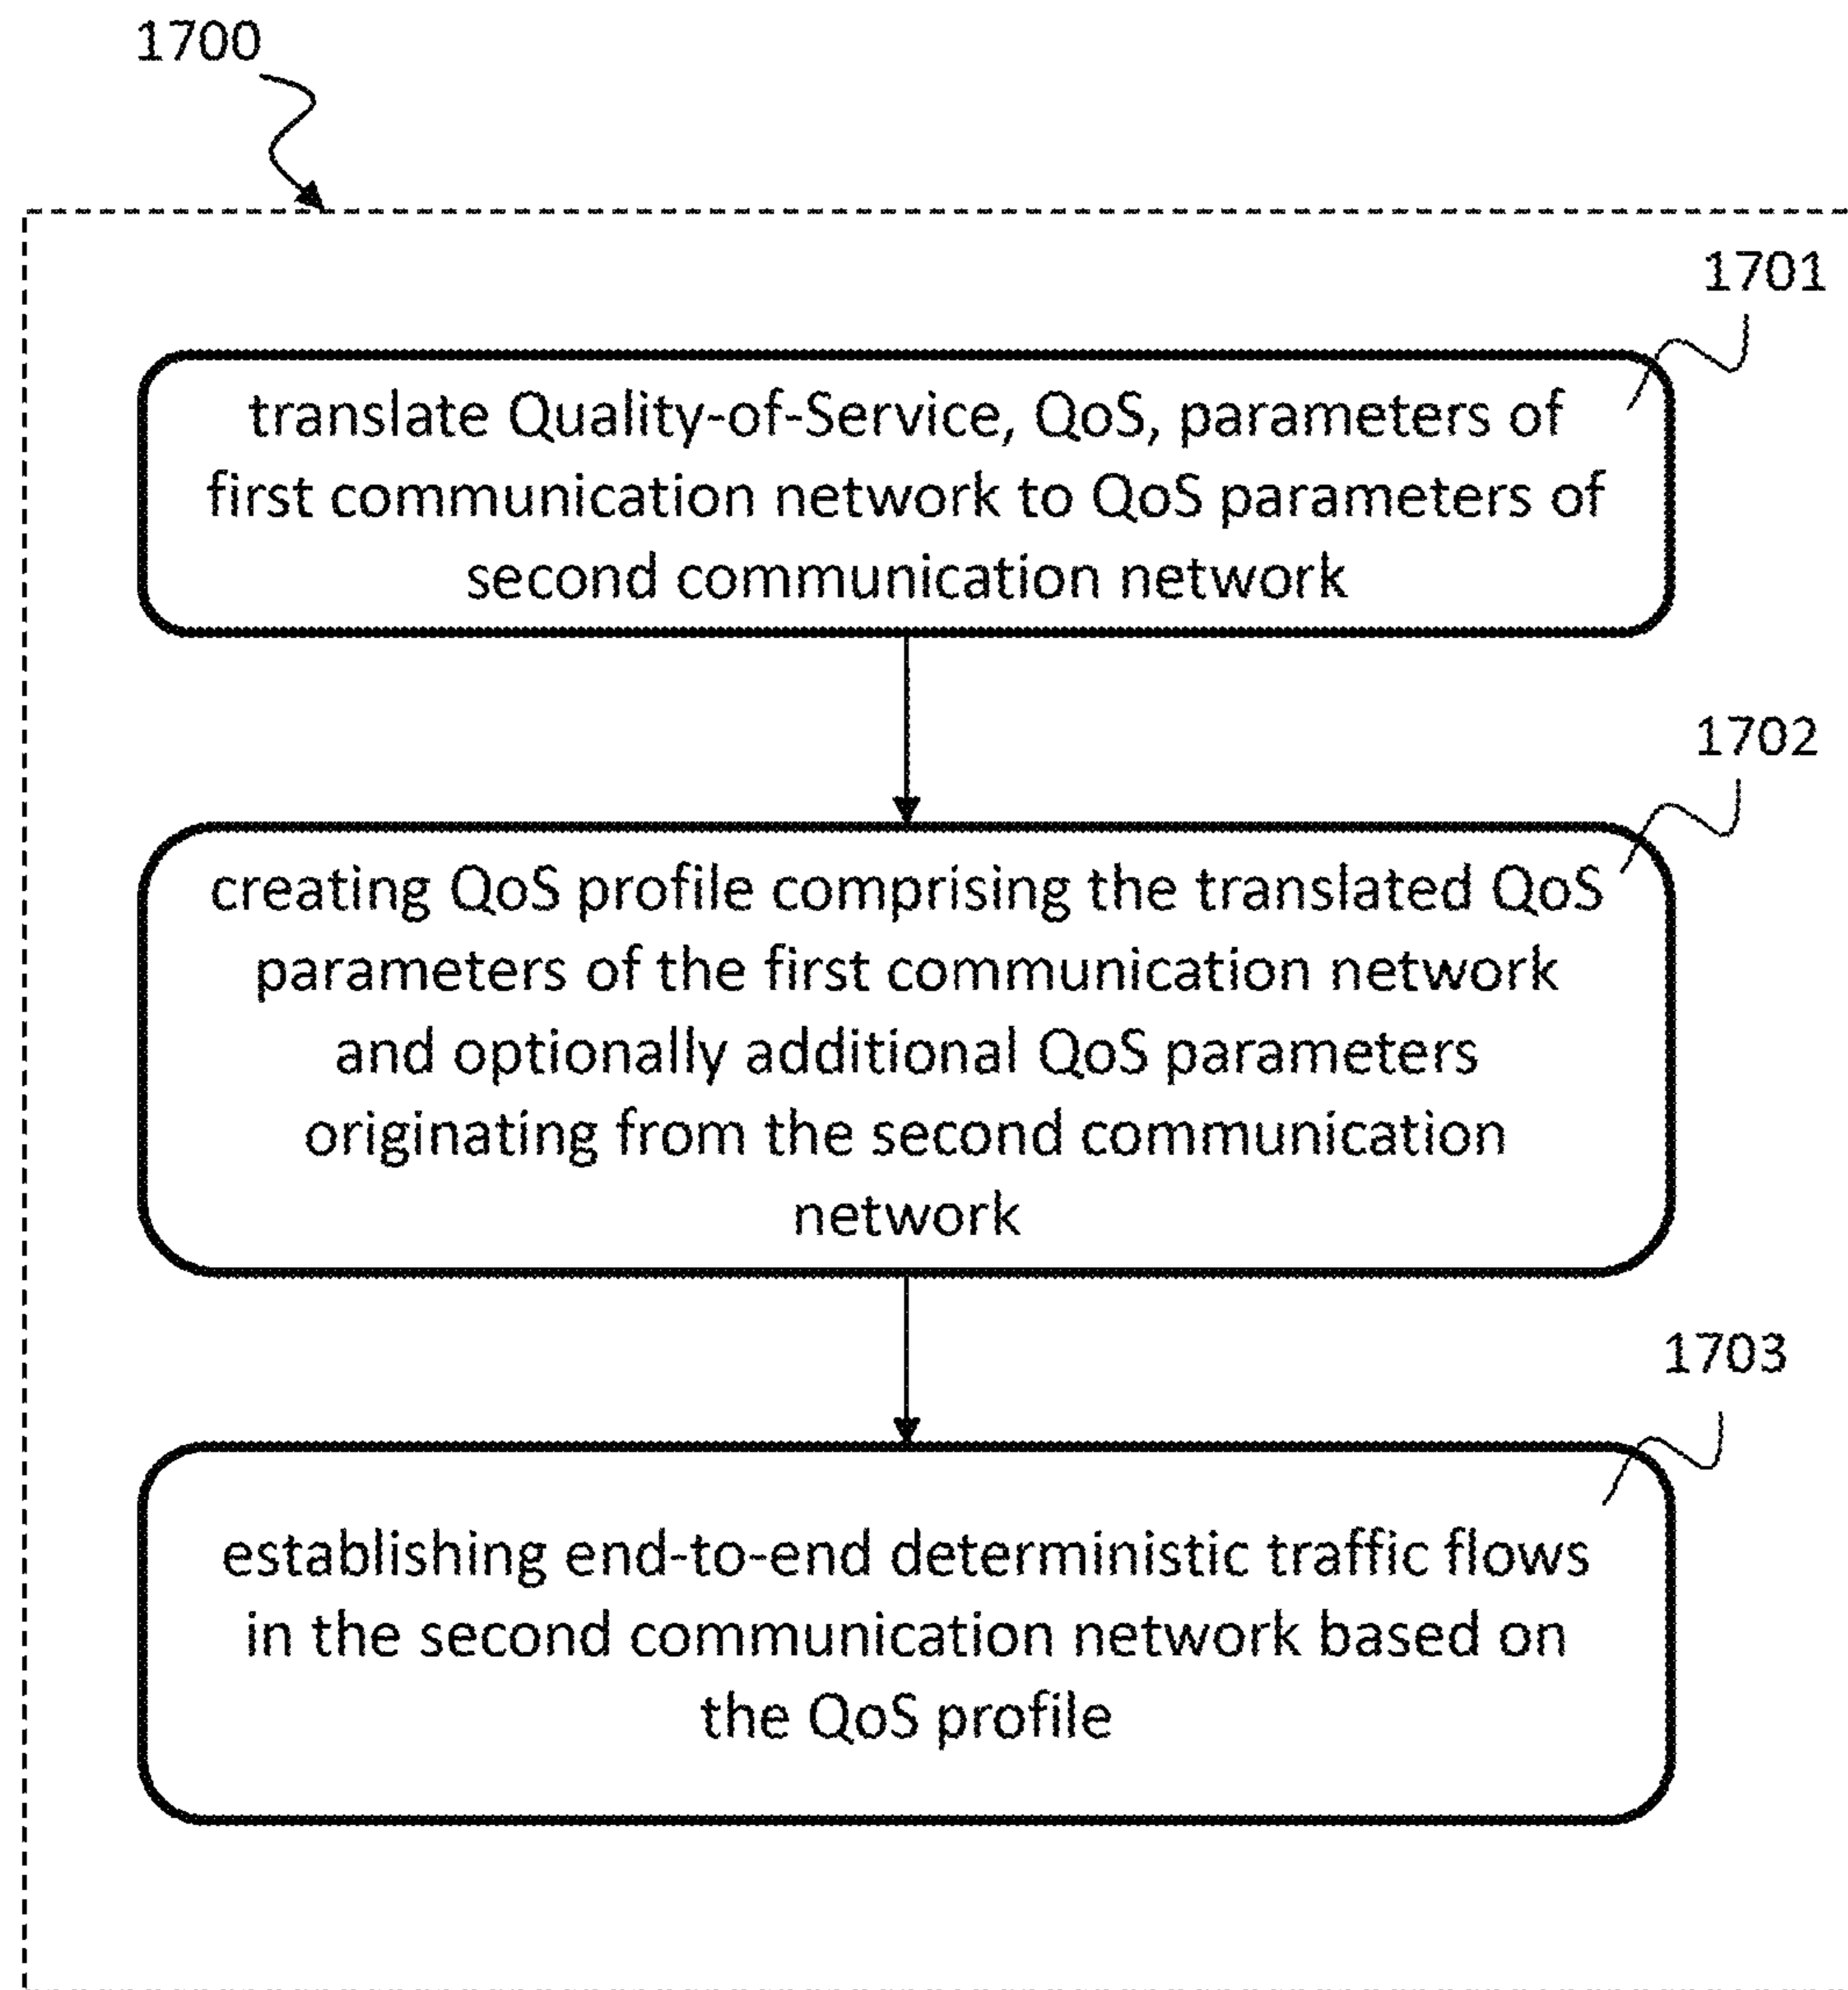 1700
1701
translate Quality-of-Service, QoS, parameters of
first communication network to QoS parameters of
second communication network
1702
creating QoS profile comprising the translated QoS
parameters of the first communication network
and optionally additional QoS parameters
originating from the second communication
network
1703
establishing end-to-end deterministic traffic flows
in the second communication network based on
the QoS profile